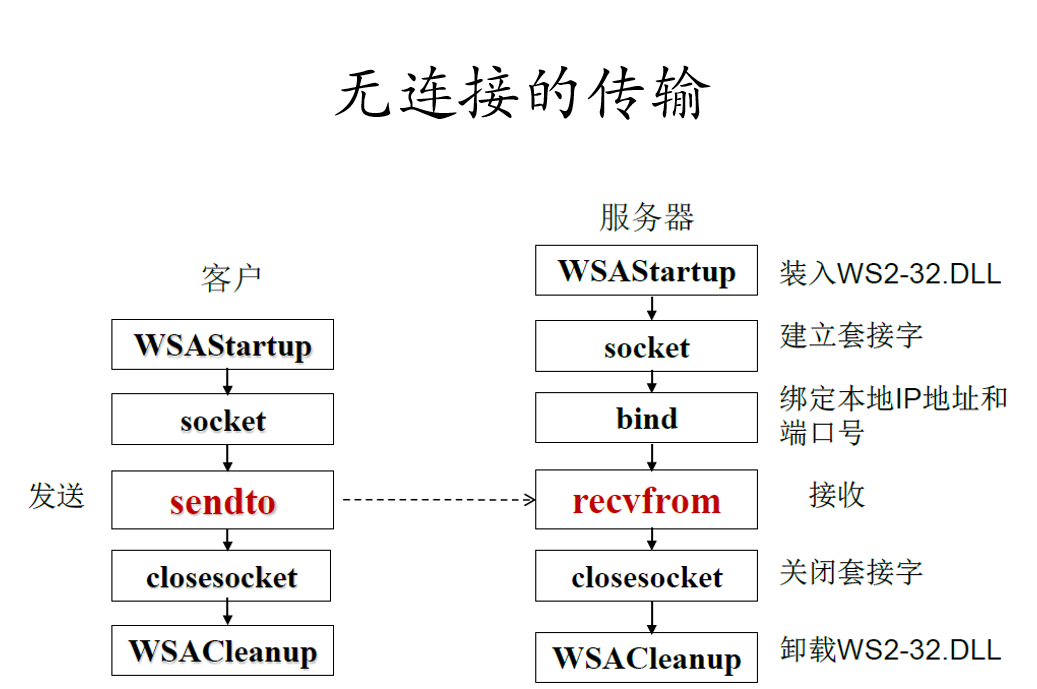 无连接的传输
服务器
客户
WSAStartup
装入WS2-32.DLL
WSAStartup
socket
建立套接字
socket
bind
绑定本地IP地址和
端口号
发送
sendto
recvfrom
接收
closesocket
closesocket
关闭套接字
WSACleanup
WSACleanup
卸载WS2-32.DLL